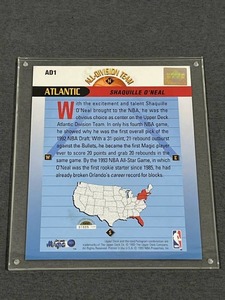 AD1
ALL-DIVISION TEAM
ATLANTIC
SHAQUILLE O'NEAL
With the excitement and talent Shaquille
O'Neal brought to the NBA, he was the
obvious choice as center on the Upper Deck
Atlantic Division Team. In only his fourth NBA game,
he showed why he was the first overall pick of the
1992 NBA Draft. With a 31-point, 21-rebound outburst
against the Bullets, he became the first Magic player
ever to score 20 points and grab 20 rebounds in the
same game. By the 1993 NBA All-Star Game, in which
O'Neal was the first rookie starter since 1985, he had
already broken Orlando's career record for blocks.
W
E
S
Magic
NBA